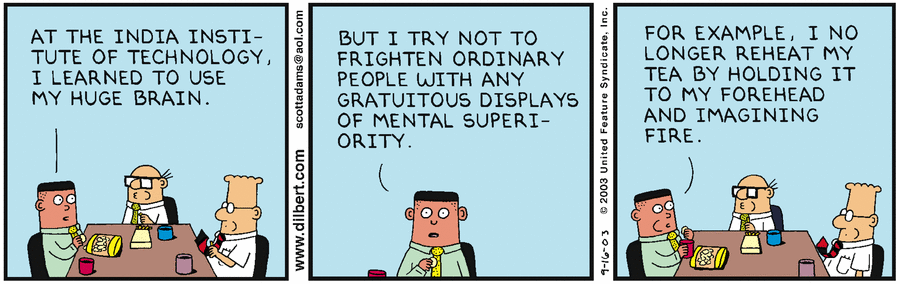 AT THE INDIA INSTI-
TUTE OF TECHNOLOGY,
I LEARNED TO USE
MY HUGE BRAIN.
www.dilbert.com scottadams@aol.com
BUT I TRY NOT TO
FRIGHTEN ORDINARY
PEOPLE WITH ANY
GRATUITOUS DISPLAYS
OF MENTAL SUPERI-
ORITY.
9-16-03 © 2003 United Feature Syndicate, Inc.
FOR EXAMPLE, I NO
LONGER REHEAT MY
TEA BY HOLDING IT
TO MY FOREHEAD
AND IMAGINING
FIRE.